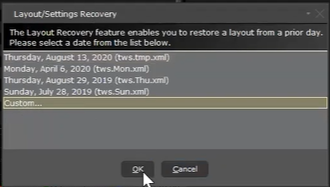 Layout/Settings Recovery
The Layout Recovery feature enables you to restore a layout from a prior day.
Please select a date from the list below.
Thursday, August 13, 2020 (tws.tmp.xml)
Monday, April 6, 2020 (tws.Mon.xml)
Thursday, August 29, 2019 (tws.Thu.xml)
Sunday, July 28, 2019 (tws.Sun.xml)
Custom...
OK
Cancel